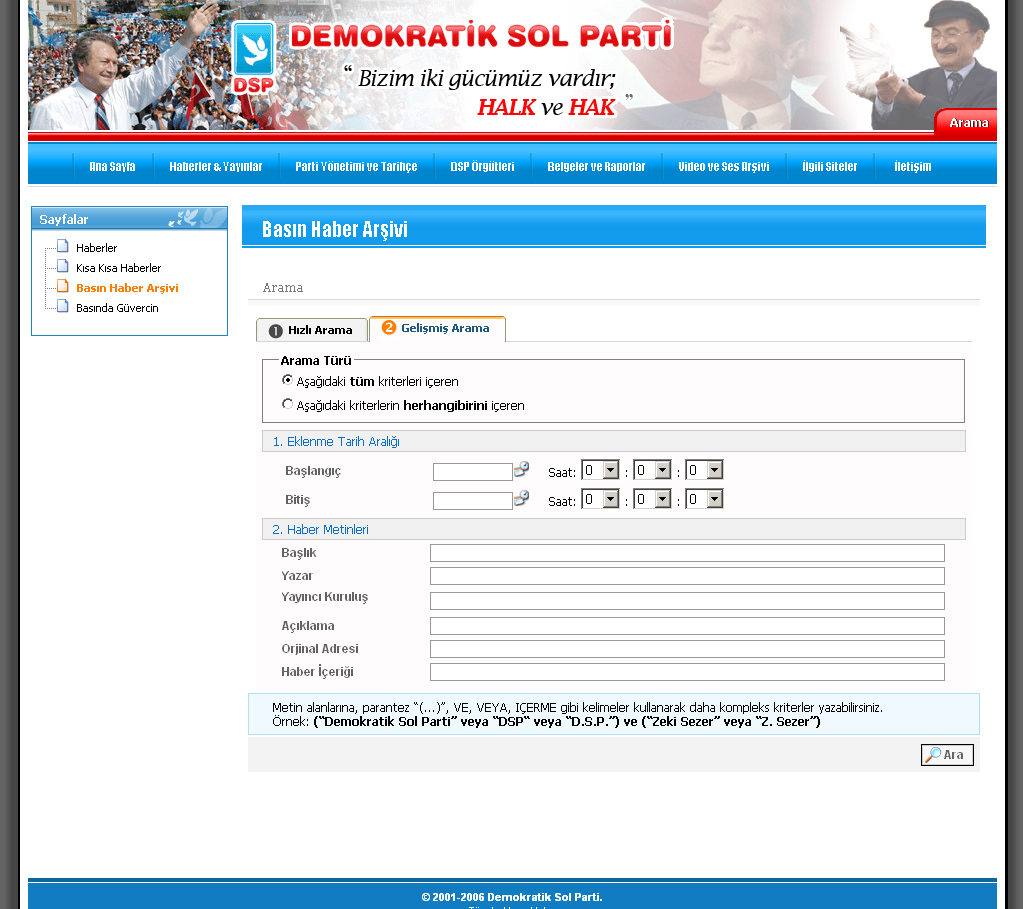 DEMOKRATİK SOL PARTİ
DSP
“ Bizim iki gücümüz vardır;
HALK ve HAK ”
Arama
Ana Sayfa Haberler & Yayınlar Parti Yönetimi ve Tarihçe DSP Örgütleri Belgeler ve Raporlar Video ve Ses Arşivi İlgili Siteler İletişim
Sayfalar
Haberler
Kısa Kısa Haberler
Basın Haber Arşivi
Basında Güvercin
Basın Haber Arşivi
Arama
1 Hızlı Arama 2 Gelişmiş Arama
Arama Türü
Aşağıdaki tüm kriterleri içeren
Aşağıdaki kriterlerin herhangibirini içeren
1. Eklenme Tarih Aralığı
Başlangıç Saat: 0 : 0 : 0
Bitiş Saat: 0 : 0 : 0
2. Haber Metinleri
Başlık
Yazar
Yayıncı Kuruluş
Açıklama
Orjinal Adresi
Haber İçeriği
Metin alanlarına, parantez “(...)”, VE, VEYA, IÇERME gibi kelimeler kullanarak daha kompleks kriterler yazabilirsiniz.
Örnek: (“Demokratik Sol Parti” veya “DSP“ veya “D.S.P.”) ve (“Zeki Sezer” veya “Z. Sezer”)
Ara
© 2001-2006 Demokratik Sol Parti.